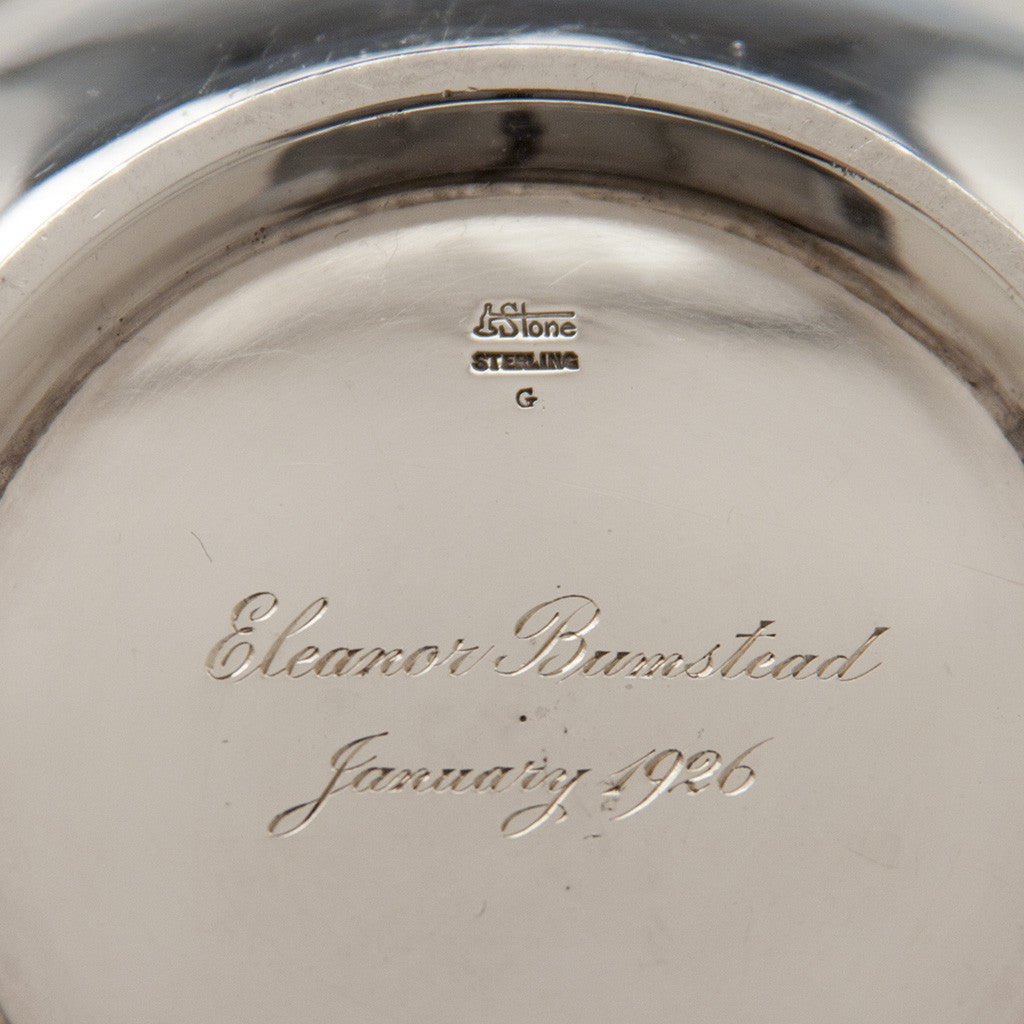 Stone
STERLING
G
Eleanor Bumstead
January 1926